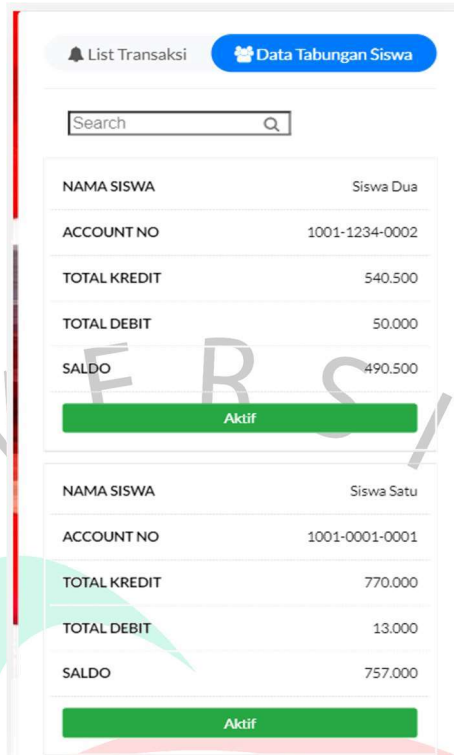 List Transaksi Data Tabungan Siswa
Search
NAMA SISWA Siswa Dua
ACCOUNT NO 1001-1234-0002
TOTAL KREDIT 540.500
TOTAL DEBIT 50.000
SALDO 490.500
Aktif
NAMA SISWA Siswa Satu
ACCOUNT NO 1001-0001-0001
TOTAL KREDIT 770.000
TOTAL DEBIT 13.000
SALDO 757.000
Aktif